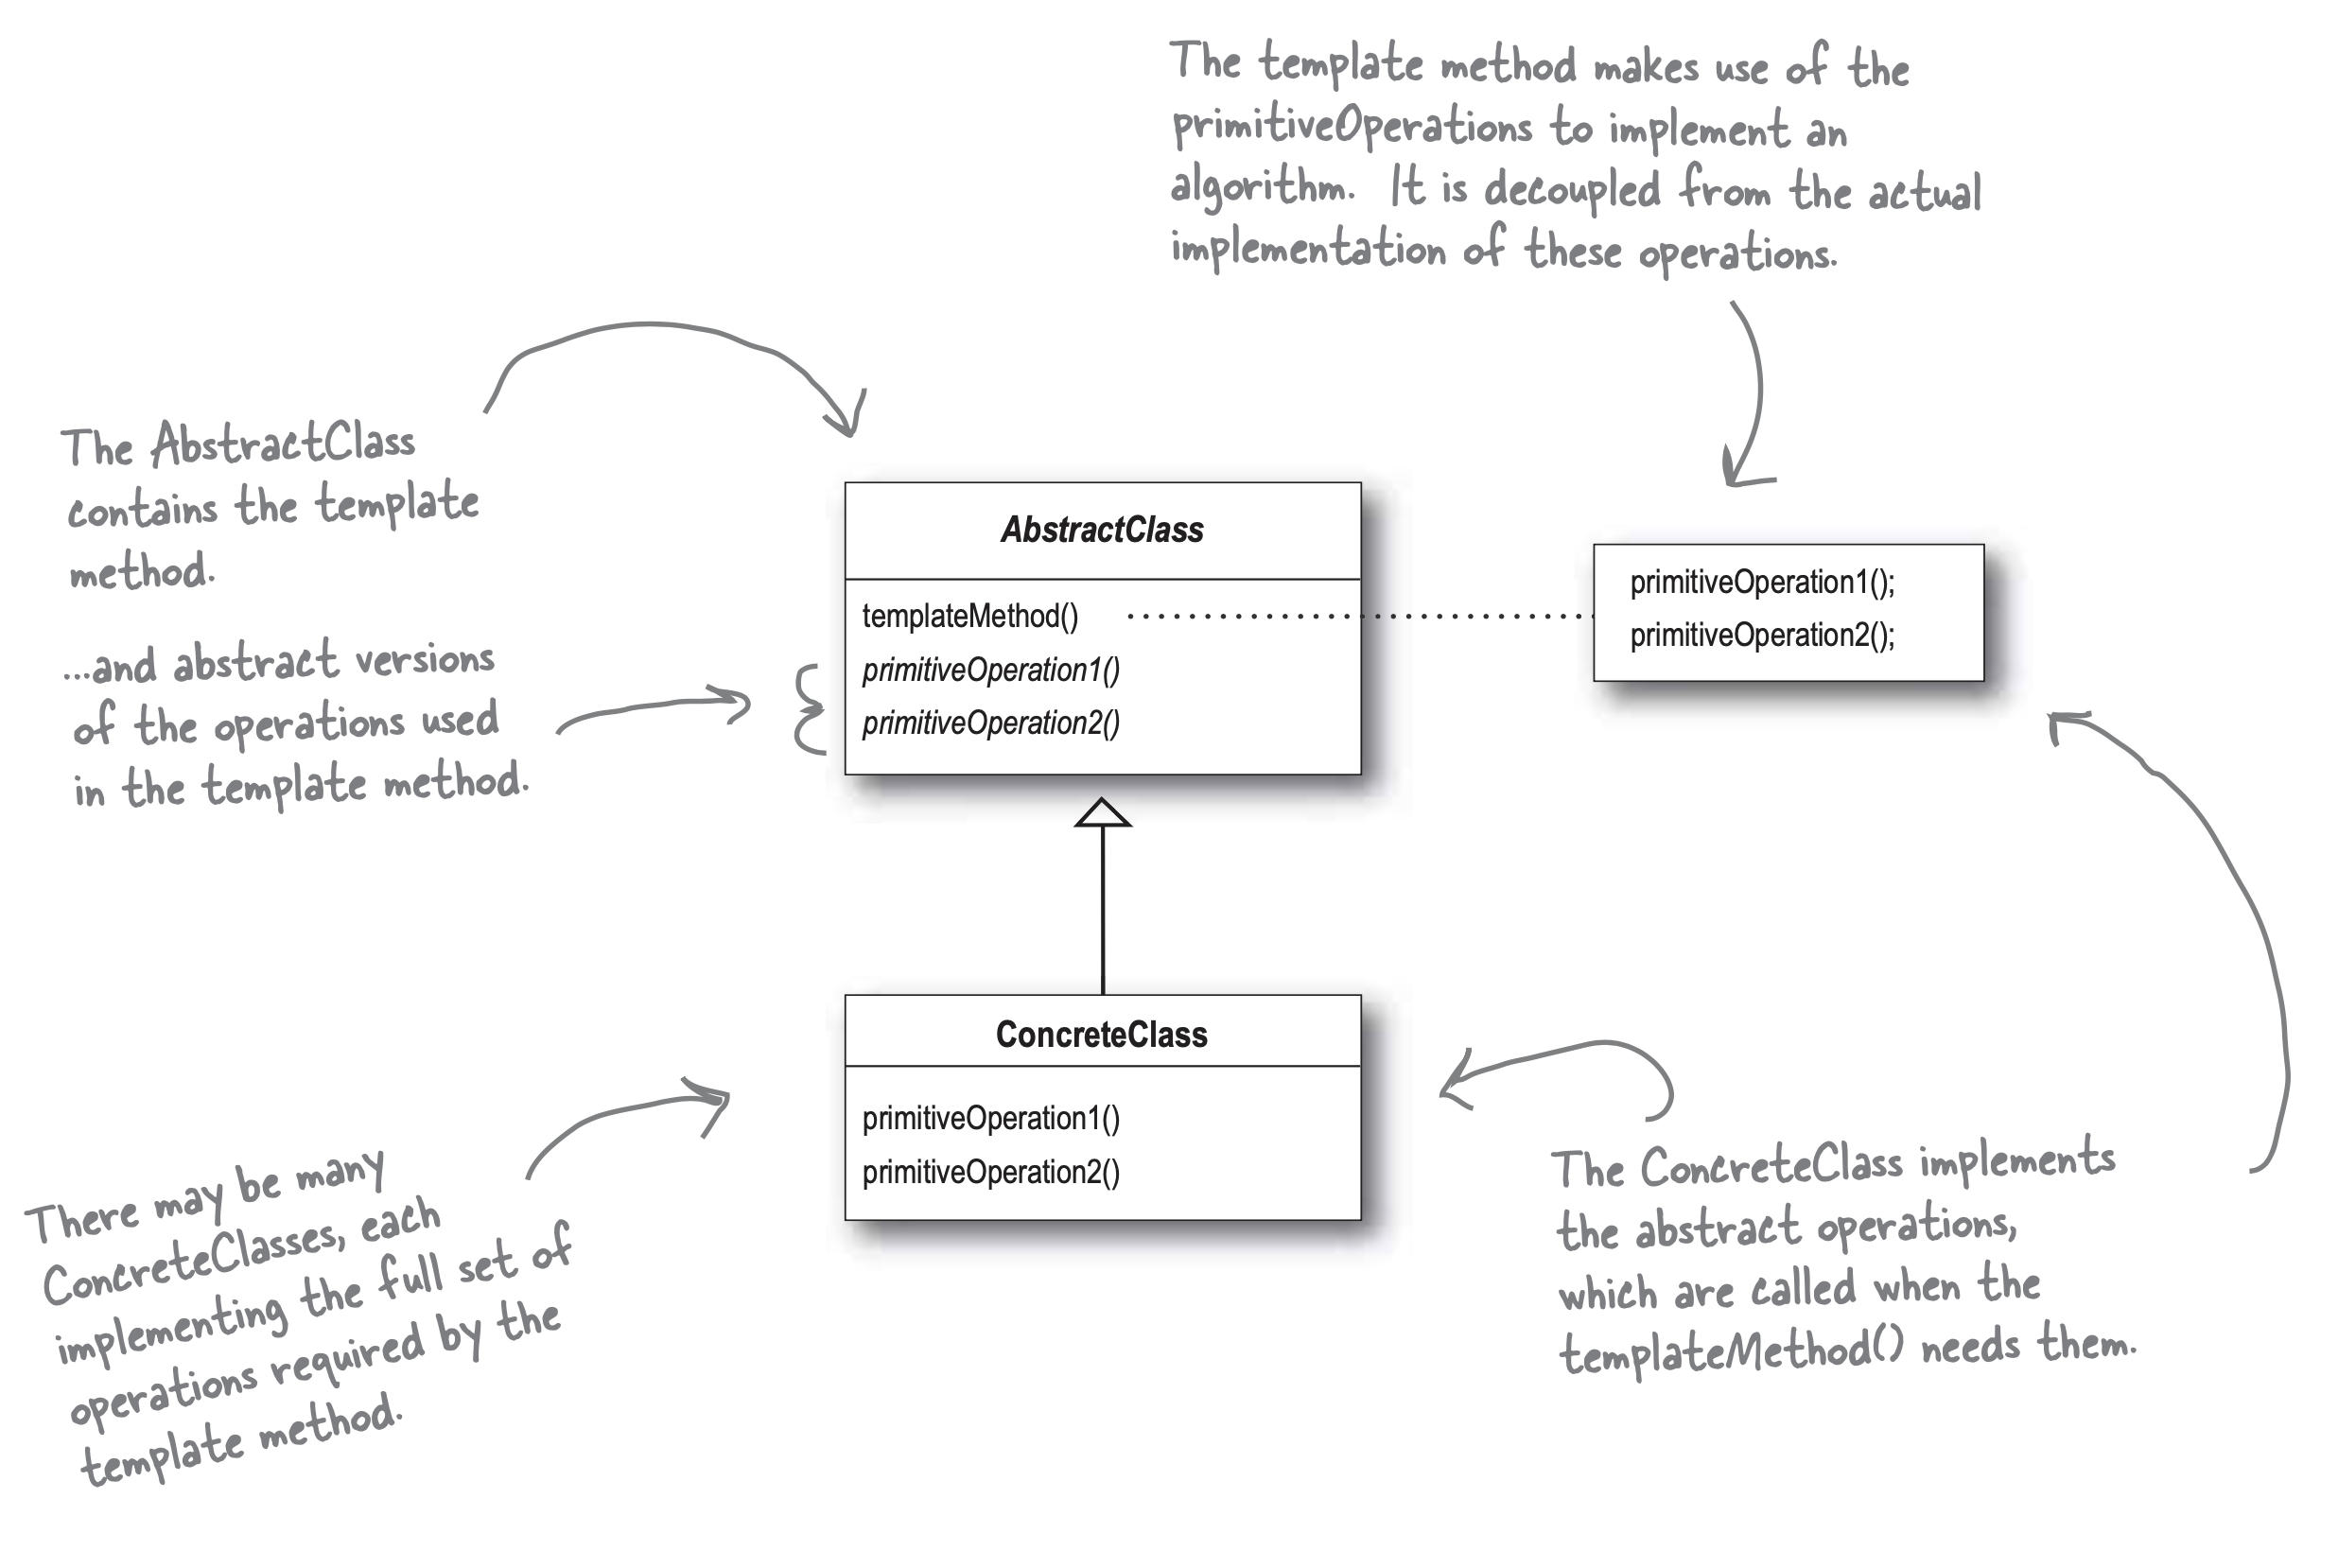 The template method makes use of the
primitiveOperations to implement an
algorithm. It is decoupled from the actual
implementation of these operations.
The AbstractClass
contains the template
method.
...and abstract versions
of the operations used
in the template method.
AbstractClass
templateMethod()
primitiveOperation1()
primitiveOperation2()
primitiveOperation1();
primitiveOperation2();
ConcreteClass
primitiveOperation1()
primitiveOperation2()
There may be many
ConcreteClasses, each
implementing the full set of
operations required by the
template method.
The ConcreteClass implements
the abstract operations,
which are called when the
templateMethod() needs them.